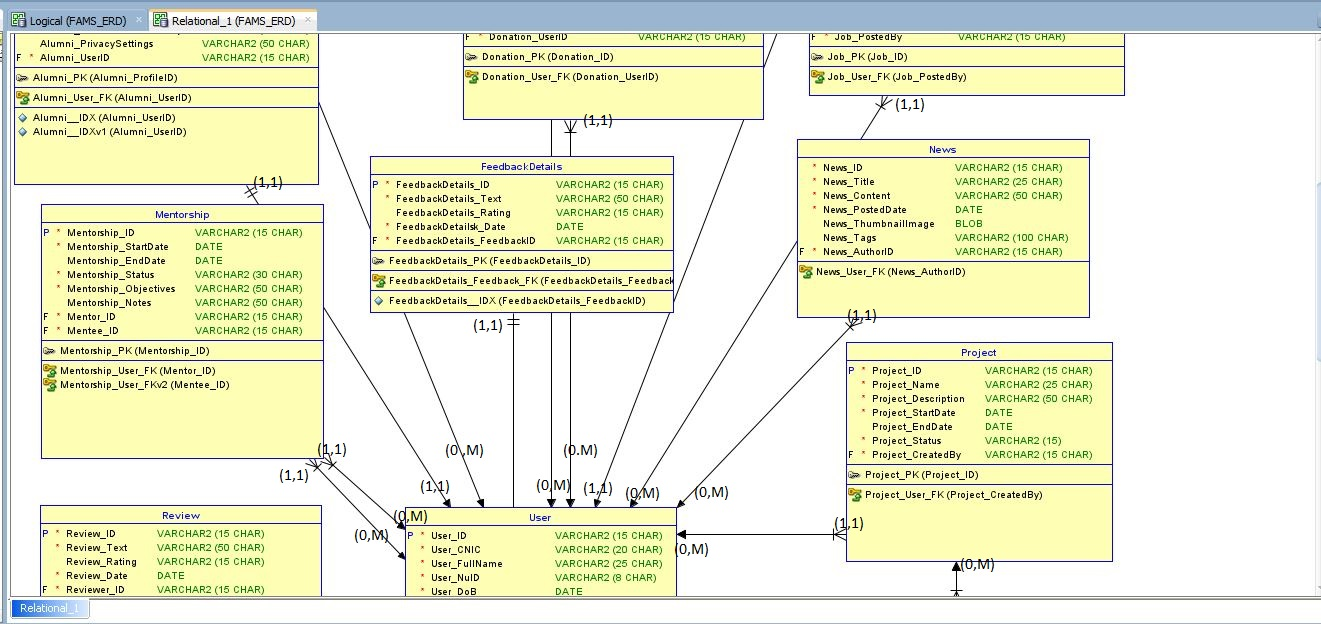 Logical (FAMS_ERD)
Relational_1 (FAMS_ERD)
Alumni_PrivacySettings VARCHAR2 (50 CHAR)
F * Alumni_UserID VARCHAR2 (15 CHAR)
Alumni_PK (Alumni_ProfileID)
Alumni_User_FK (Alumni_UserID)
Alumni__IDX (Alumni_UserID)
Alumni__IDXv1 (Alumni_UserID)
(1,1)
F * Donation_UserID VARCHAR2 (15 CHAR)
Donation_PK (Donation_ID)
Donation_User_FK (Donation_UserID)
(1,1)
F * Job_PostedBy VARCHAR2 (15 CHAR)
Job_PK (Job_ID)
Job_User_FK (Job_PostedBy)
(1,1)
FeedbackDetails
P * FeedbackDetails_ID VARCHAR2 (15 CHAR)
* FeedbackDetails_Text VARCHAR2 (50 CHAR)
FeedbackDetails_Rating VARCHAR2 (15 CHAR)
* FeedbackDetailsk_Date DATE
F * FeedbackDetails_FeedbackID VARCHAR2 (15 CHAR)
FeedbackDetails_PK (Feedback_Details_ID)
FeedbackDetails_Feedback_FK (FeedbackDetails_Feedback
FeedbackDetails__IDX (FeedbackDetails_FeedbackID)
(1,1)
News
* News_ID VARCHAR2 (15 CHAR)
* News_Title VARCHAR2 (25 CHAR)
* News_Content VARCHAR2 (50 CHAR)
* News_PostedDate DATE
News_ThumbnailImage BLOB
News_Tags VARCHAR2 (100 CHAR)
F * News_AuthorID VARCHAR2 (15 CHAR)
News_User_FK (News_AuthorID)
(1,1)
Mentorship
P * Mentorship_ID VARCHAR2 (15 CHAR)
* Mentorship_StartDate DATE
Mentorship_EndDate DATE
* Mentorship_Status VARCHAR2 (30 CHAR)
* Mentorship_Objectives VARCHAR2 (50 CHAR)
Mentorship_Notes VARCHAR2 (50 CHAR)
F * Mentor_ID VARCHAR2 (15 CHAR)
F * Mentee_ID VARCHAR2 (15 CHAR)
Mentorship_PK (Mentorship_ID)
Mentorship_User_FK (Mentor_ID)
Mentorship_User_FKv2 (Mentee_ID)
(1,1)
(1,1)
Project
P * Project_ID VARCHAR2 (15 CHAR)
* Project_Name VARCHAR2 (25 CHAR)
* Project_Description VARCHAR2 (50 CHAR)
* Project_StartDate DATE
Project_EndDate DATE
* Project_Status VARCHAR2 (15)
F * Project_CreatedBy VARCHAR2 (15 CHAR)
Project_PK (Project_ID)
Project_User_FK (Project_CreatedBy)
(1,1)
(0,M)
(0.,M)
(0.M)
(1,1)
(0,M)
(1,1)
(0,M)
(0,M)
(0,M)
(0,M)
(0,M)
Review
P * Review_ID VARCHAR2 (15 CHAR)
* Review_Text VARCHAR2 (50 CHAR)
Review_Rating VARCHAR2 (15 CHAR)
* Review_Date DATE
F * Reviewer_ID VARCHAR2 (15 CHAR)
User
P * User_ID VARCHAR2 (15 CHAR)
* User_CNIC VARCHAR2 (20 CHAR)
* User_FullName VARCHAR2 (25 CHAR)
* User_NuID VARCHAR2 (8 CHAR)
* User_DoB DATE
Relational_1